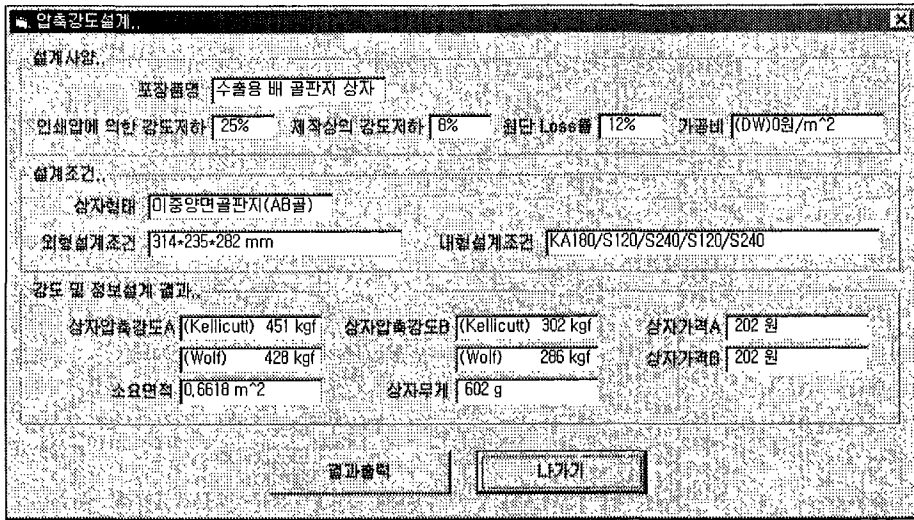 압축강도설계..
설계사양..
포장품명 수출용 배 골판지 상자
인쇄압에 의한 강도저하 25% 제작상의 강도저하 8% 원단 Loss률 12% 가공비 (DW)0원/m^2
설계조건..
상자형태 이중양면골판지(AB골)
외형설계조건 314*235*282 mm 내형설계조건 KA180/S120/S240/S120/S240
강도 및 정보설계 결과..
상자압축강도A (Kellicutt) 451 kgf 상자압축강도B (Kellicutt) 302 kgf 상자가격A 202 원
(Wolf) 428 kgf (Wolf) 286 kgf 상자가격B 202 원
소요면적 0.6618 m^2 상자무게 602 g
결과출력 나가기